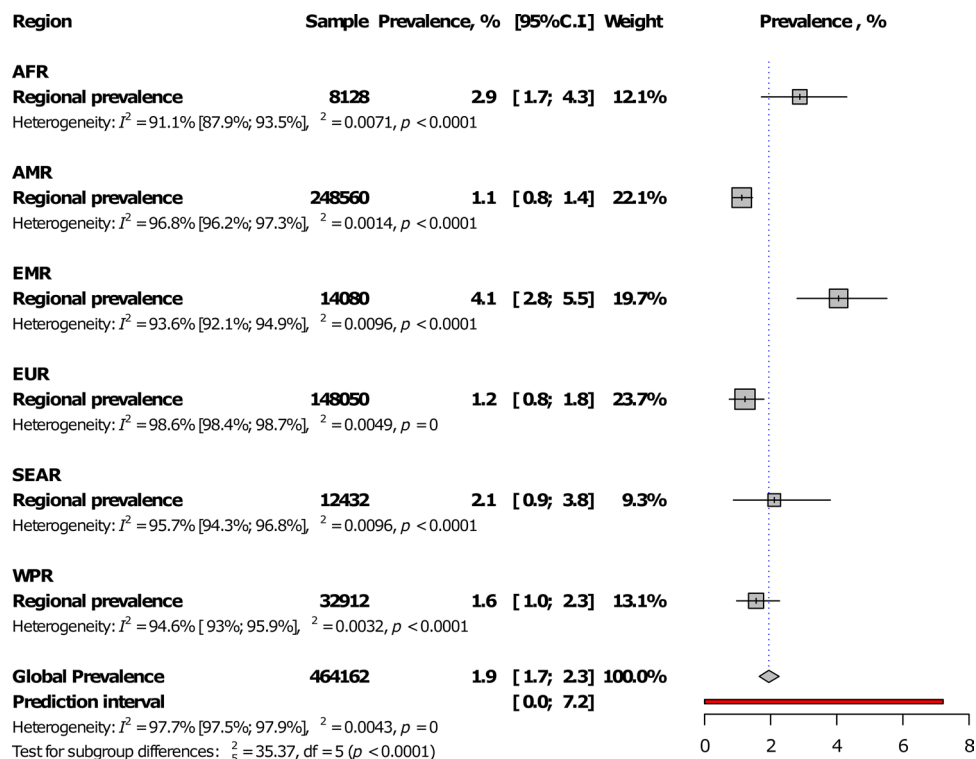 Region Sample Prevalence, % [95%C.I] Weight Prevalence , %
AFR
Regional prevalence 8128 2.9 [ 1.7; 4.3] 12.1%
Heterogeneity: I² = 91.1% [87.9%; 93.5%], ² = 0.0071, p < 0.0001
AMR
Regional prevalence 248560 1.1 [ 0.8; 1.4] 22.1%
Heterogeneity: I² = 96.8% [96.2%; 97.3%], ² = 0.0014, p < 0.0001
EMR
Regional prevalence 14080 4.1 [ 2.8; 5.5] 19.7%
Heterogeneity: I² = 93.6% [92.1%; 94.9%], ² = 0.0096, p < 0.0001
EUR
Regional prevalence 148050 1.2 [ 0.8; 1.8] 23.7%
Heterogeneity: I² = 98.6% [98.4%; 98.7%], ² = 0.0049, p = 0
SEAR
Regional prevalence 12432 2.1 [ 0.9; 3.8] 9.3%
Heterogeneity: I² = 95.7% [94.3%; 96.8%], ² = 0.0096, p < 0.0001
WPR
Regional prevalence 32912 1.6 [ 1.0; 2.3] 13.1%
Heterogeneity: I² = 94.6% [ 93%; 95.9%], ² = 0.0032, p < 0.0001
Global Prevalence 464162 1.9 [ 1.7; 2.3] 100.0%
Prediction interval [ 0.0; 7.2]
Heterogeneity: I² = 97.7% [97.5%; 97.9%], ² = 0.0043, p = 0
Test for subgroup differences: ²₅ = 35.37, df = 5 (p < 0.0001)
0 2 4 6 8